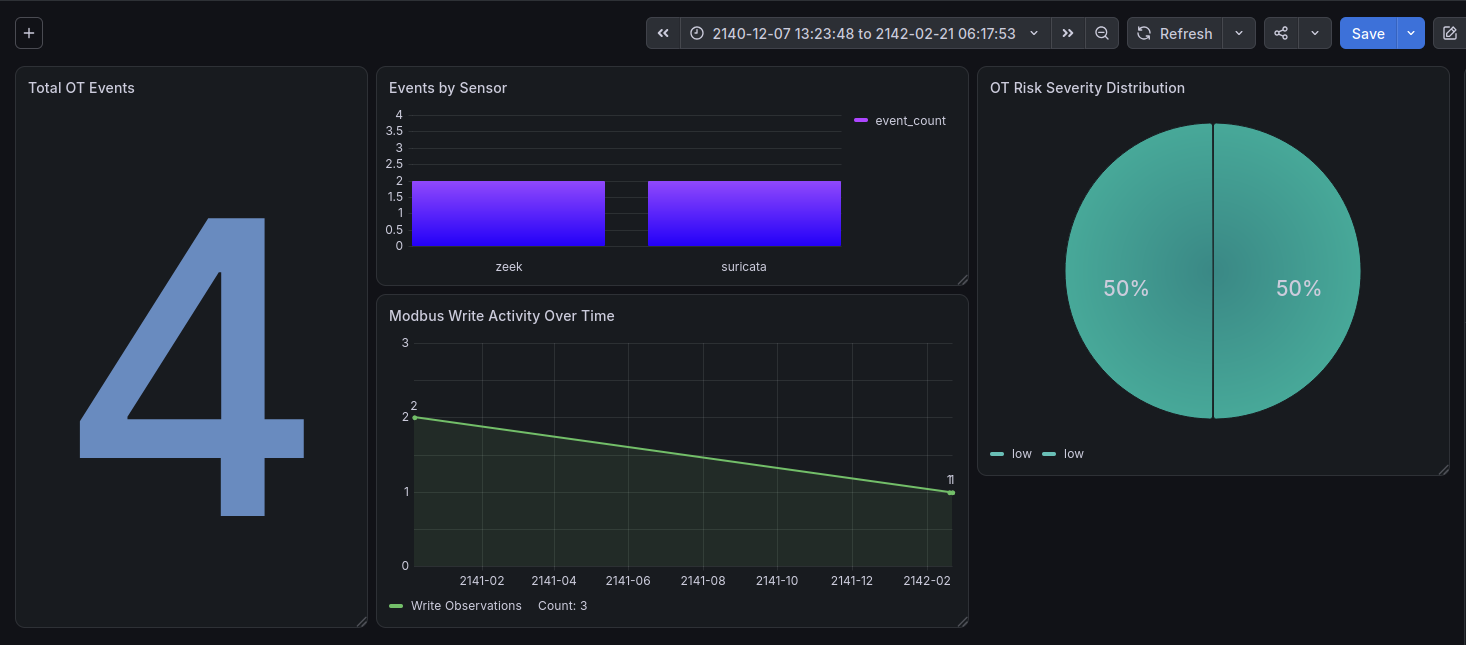 2140-12-07 13:23:48 to 2142-02-21 06:17:53
Refresh
Save
Total OT Events
4
Events by Sensor
4
3.5
3
2.5
2
1.5
1
0.5
0
zeek suricata
event_count
Modbus Write Activity Over Time
3
2
1
0
2
11
2141-02 2141-04 2141-06 2141-08 2141-10 2141-12 2142-02
Write Observations Count: 3
OT Risk Severity Distribution
50% 50%
low low